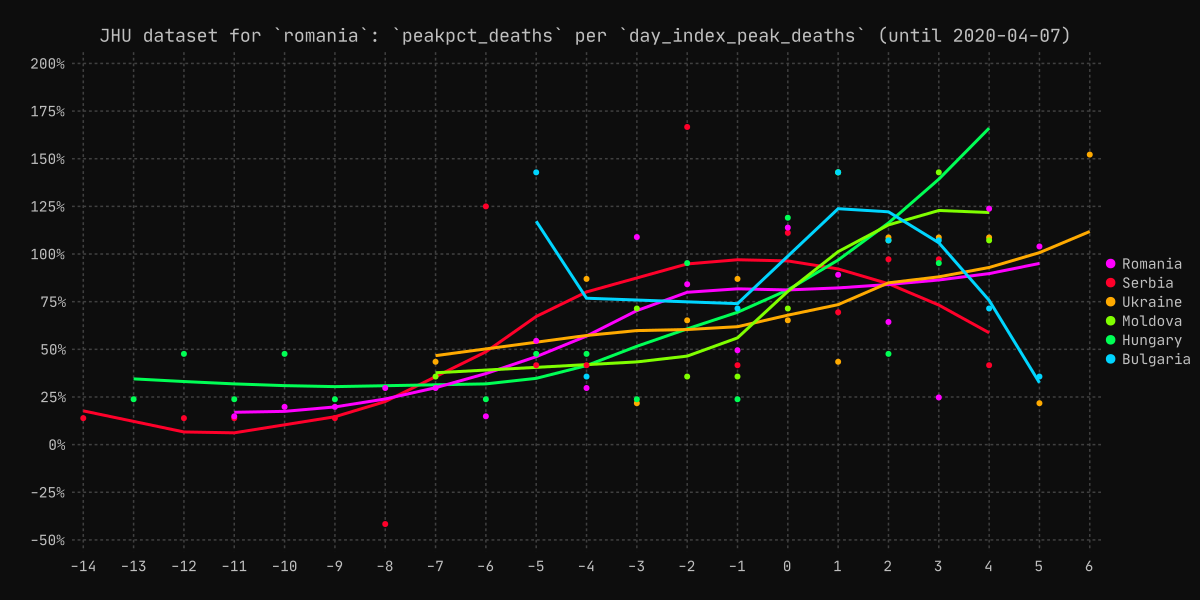 JHU dataset for `romania`: `peakpct_deaths` per `day_index_peak_deaths` (until 2020-04-07)
200%
175%
150%
125%
100%
75%
50%
25%
0%
-25%
-50%
-14 -13 -12 -11 -10 -9 -8 -7 -6 -5 -4 -3 -2 -1 0 1 2 3 4 5 6
Romania
Serbia
Ukraine
Moldova
Hungary
Bulgaria